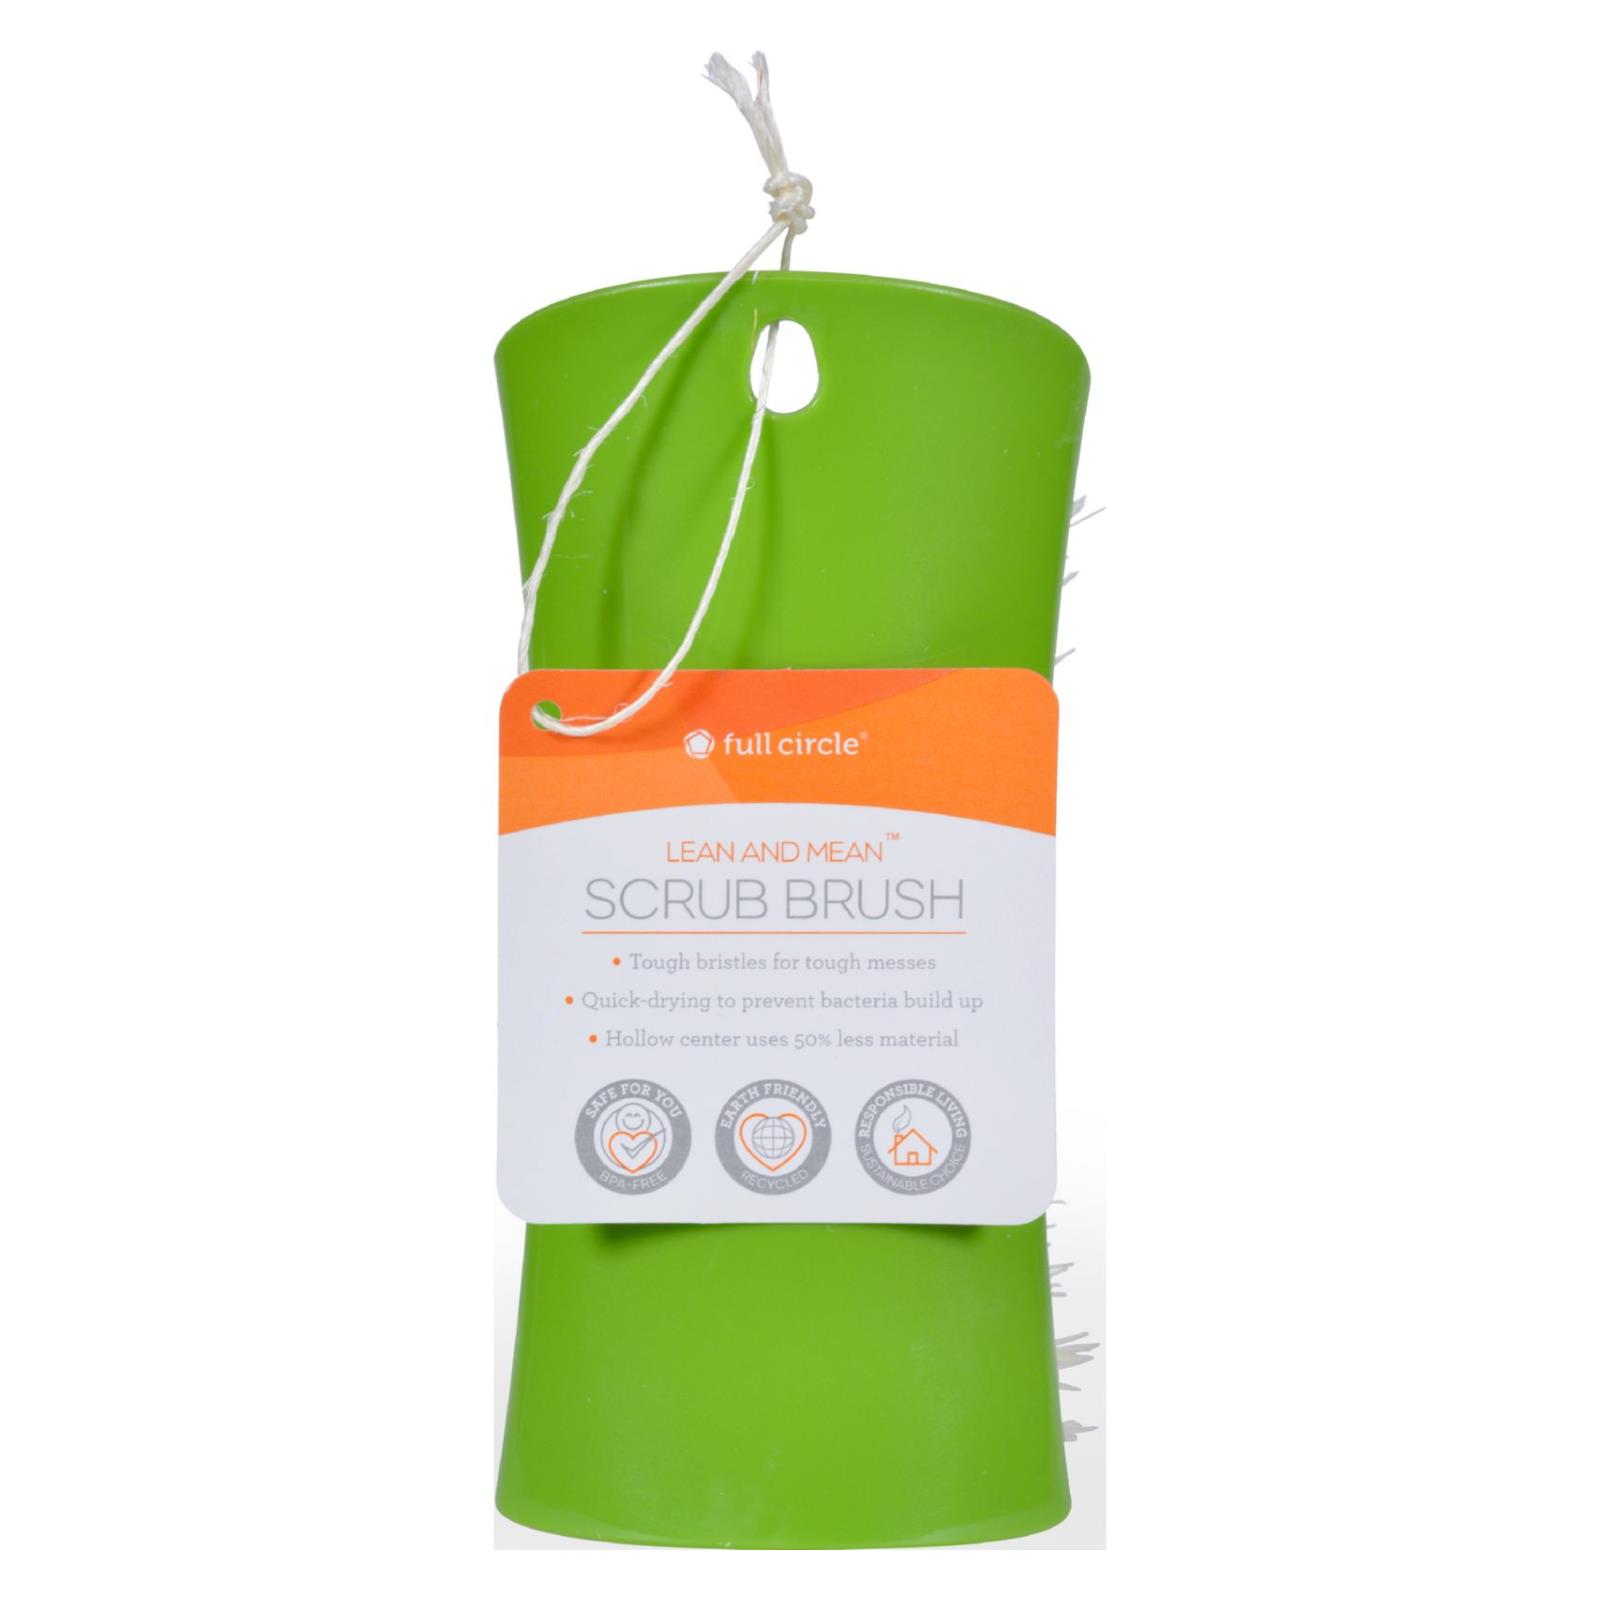 full circle®
LEAN AND MEAN™
SCRUB BRUSH
• Tough bristles for tough messes
• Quick-drying to prevent bacteria build up
• Hollow center uses 50% less material
SAFE FOR YOU
BPA-FREE
EARTH FRIENDLY
RECYCLED
RESPONSIBLE LIVING
SUSTAINABLE CHOICE